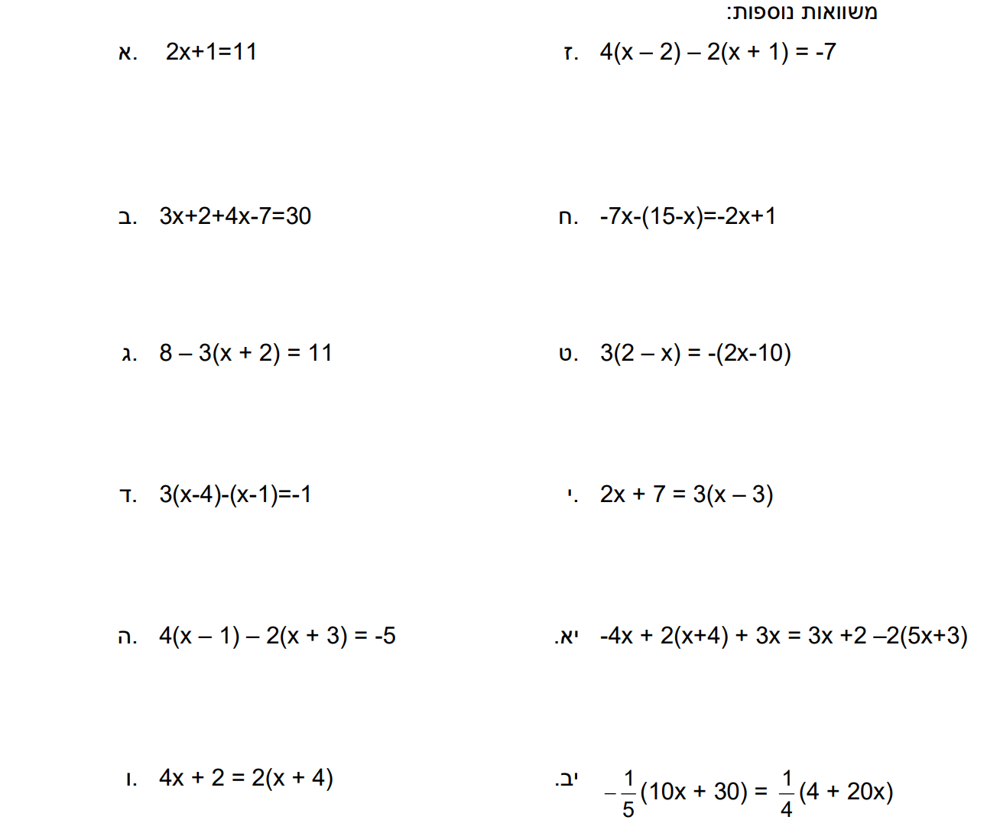 משוואות נוספות:
א. 2x+1=11
ז. 4(x – 2) – 2(x + 1) = -7
ב. 3x+2+4x-7=30
ח. -7x-(15-x)=-2x+1
ג. 8 – 3(x + 2) = 11
ט. 3(2 – x) = -(2x-10)
ד. 3(x-4)-(x-1)=-1
י. 2x + 7 = 3(x – 3)
ה. 4(x – 1) – 2(x + 3) = -5
יא. -4x + 2(x+4) + 3x = 3x +2 –2(5x+3)
ו. 4x + 2 = 2(x + 4)
יב. −1/5(10x + 30) = 1/4(4 + 20x)